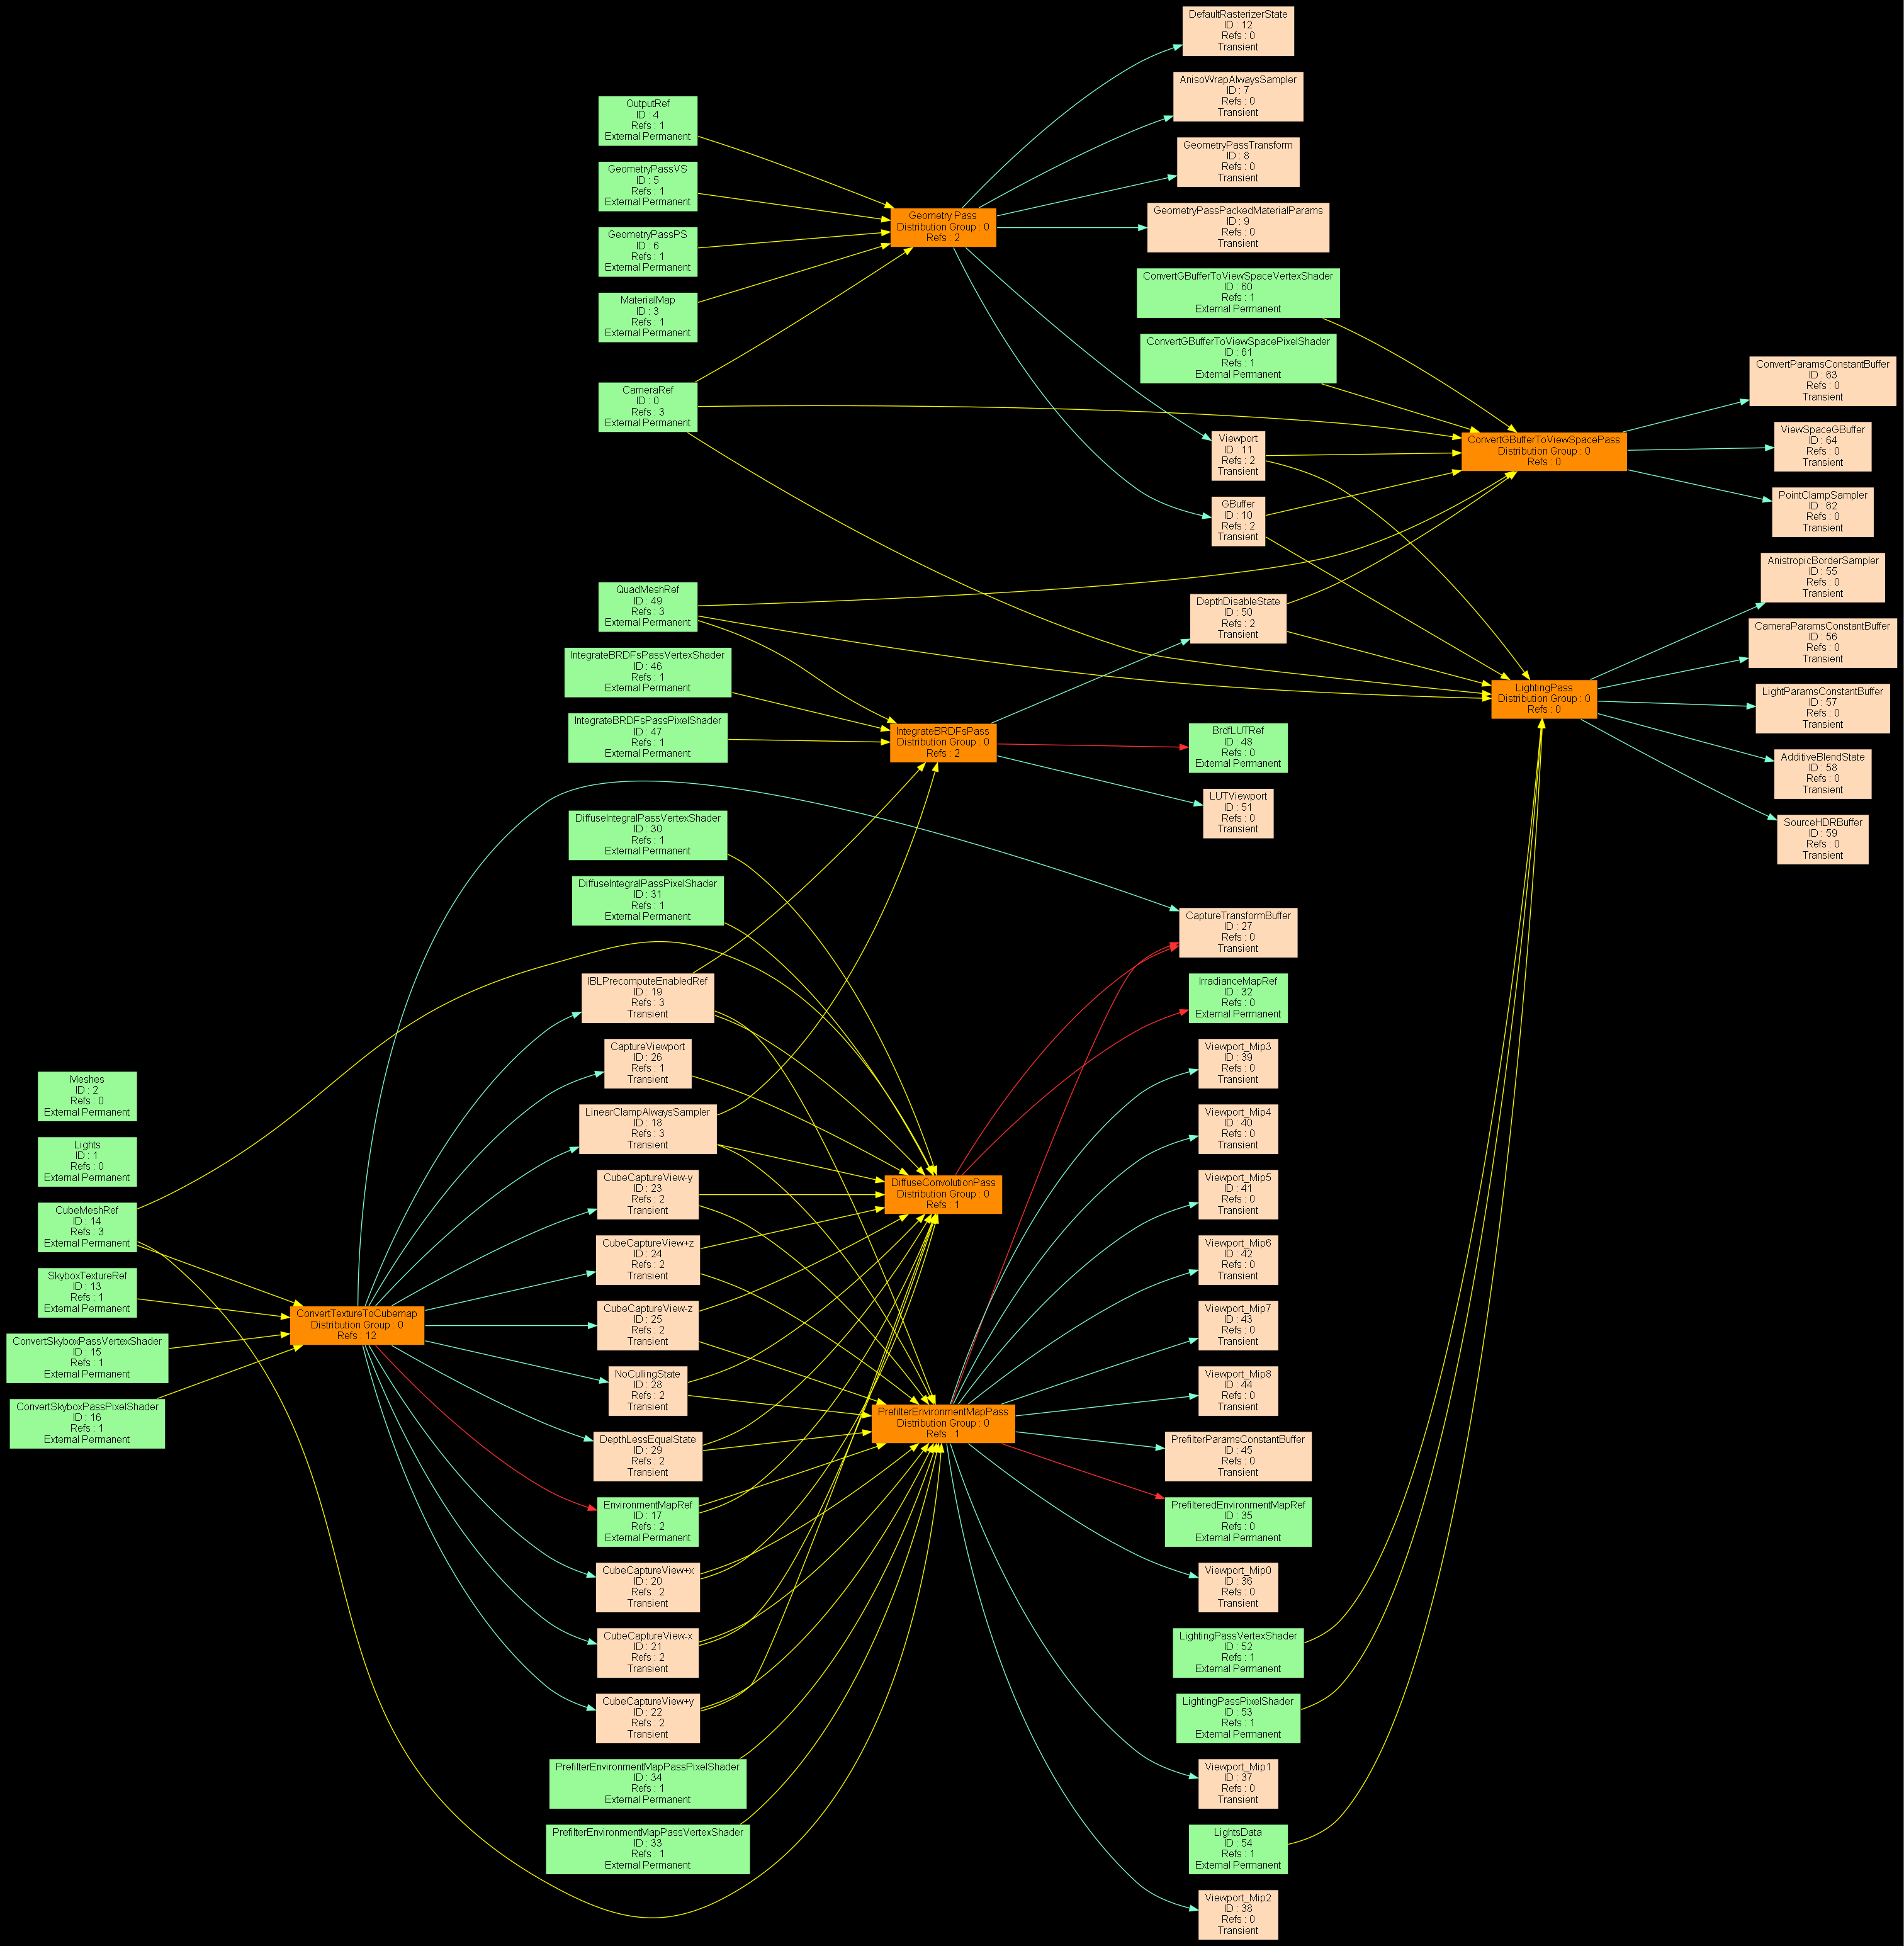 DefaultRasterizerState
ID : 12
Refs : 0
Transient
AnisoWrapAlwaysSampler
ID : 7
Refs : 0
Transient
OutputRef
ID : 4
Refs : 1
External Permanent
GeometryPassTransform
ID : 8
Refs : 0
Transient
GeometryPassVS
ID : 5
Refs : 1
External Permanent
Geometry Pass
Distribution Group : 0
Refs : 2
GeometryPassPackedMaterialParams
ID : 9
Refs : 0
Transient
GeometryPassPS
ID : 6
Refs : 1
External Permanent
ConvertGBufferToViewSpaceVertexShader
ID : 60
Refs : 1
External Permanent
MaterialMap
ID : 3
Refs : 1
External Permanent
ConvertGBufferToViewSpacePixelShader
ID : 61
Refs : 1
External Permanent
ConvertParamsConstantBuffer
ID : 63
Refs : 0
Transient
CameraRef
ID : 0
Refs : 3
External Permanent
Viewport
ID : 11
Refs : 2
Transient
ConvertGBufferToViewSpacePass
Distribution Group : 0
Refs : 0
ViewSpaceGBuffer
ID : 64
Refs : 0
Transient
GBuffer
ID : 10
Refs : 2
Transient
PointClampSampler
ID : 62
Refs : 0
Transient
AnistropicBorderSampler
ID : 55
Refs : 0
Transient
QuadMeshRef
ID : 49
Refs : 3
External Permanent
DepthDisableState
ID : 50
Refs : 2
Transient
CameraParamsConstantBuffer
ID : 56
Refs : 0
Transient
IntegrateBRDFsPassVertexShader
ID : 46
Refs : 1
External Permanent
LightingPass
Distribution Group : 0
Refs : 0
LightParamsConstantBuffer
ID : 57
Refs : 0
Transient
IntegrateBRDFsPassPixelShader
ID : 47
Refs : 1
External Permanent
IntegrateBRDFsPass
Distribution Group : 0
Refs : 2
BrdfLUTRef
ID : 48
Refs : 0
External Permanent
AdditiveBlendState
ID : 58
Refs : 0
Transient
LUTViewport
ID : 51
Refs : 0
Transient
DiffuseIntegralPassVertexShader
ID : 30
Refs : 1
External Permanent
SourceHDRBuffer
ID : 59
Refs : 0
Transient
DiffuseIntegralPassPixelShader
ID : 31
Refs : 1
External Permanent
CaptureTransformBuffer
ID : 27
Refs : 0
Transient
IBLPrecomputeEnabledRef
ID : 19
Refs : 3
Transient
IrradianceMapRef
ID : 32
Refs : 0
External Permanent
CaptureViewport
ID : 26
Refs : 1
Transient
Viewport_Mip3
ID : 39
Refs : 0
Transient
Meshes
ID : 2
Refs : 0
External Permanent
LinearClampAlwaysSampler
ID : 18
Refs : 3
Transient
Viewport_Mip4
ID : 40
Refs : 0
Transient
Lights
ID : 1
Refs : 0
External Permanent
CubeCaptureView-y
ID : 23
Refs : 2
Transient
DiffuseConvolutionPass
Distribution Group : 0
Refs : 1
Viewport_Mip5
ID : 41
Refs : 0
Transient
CubeMeshRef
ID : 14
Refs : 3
External Permanent
CubeCaptureView+z
ID : 24
Refs : 2
Transient
Viewport_Mip6
ID : 42
Refs : 0
Transient
SkyboxTextureRef
ID : 13
Refs : 1
External Permanent
ConvertTextureToCubemap
Distribution Group : 0
Refs : 12
CubeCaptureView-z
ID : 25
Refs : 2
Transient
Viewport_Mip7
ID : 43
Refs : 0
Transient
ConvertSkyboxPassVertexShader
ID : 15
Refs : 1
External Permanent
NoCullingState
ID : 28
Refs : 2
Transient
Viewport_Mip8
ID : 44
Refs : 0
Transient
ConvertSkyboxPassPixelShader
ID : 16
Refs : 1
External Permanent
PrefilterEnvironmentMapPass
Distribution Group : 0
Refs : 1
DepthLessEqualState
ID : 29
Refs : 2
Transient
PrefilterParamsConstantBuffer
ID : 45
Refs : 0
Transient
EnvironmentMapRef
ID : 17
Refs : 2
External Permanent
PrefilteredEnvironmentMapRef
ID : 35
Refs : 0
External Permanent
CubeCaptureView+x
ID : 20
Refs : 2
Transient
Viewport_Mip0
ID : 36
Refs : 0
Transient
CubeCaptureView-x
ID : 21
Refs : 2
Transient
LightingPassVertexShader
ID : 52
Refs : 1
External Permanent
CubeCaptureView+y
ID : 22
Refs : 2
Transient
LightingPassPixelShader
ID : 53
Refs : 1
External Permanent
PrefilterEnvironmentMapPassPixelShader
ID : 34
Refs : 1
External Permanent
Viewport_Mip1
ID : 37
Refs : 0
Transient
PrefilterEnvironmentMapPassVertexShader
ID : 33
Refs : 1
External Permanent
LightsData
ID : 54
Refs : 1
External Permanent
Viewport_Mip2
ID : 38
Refs : 0
Transient